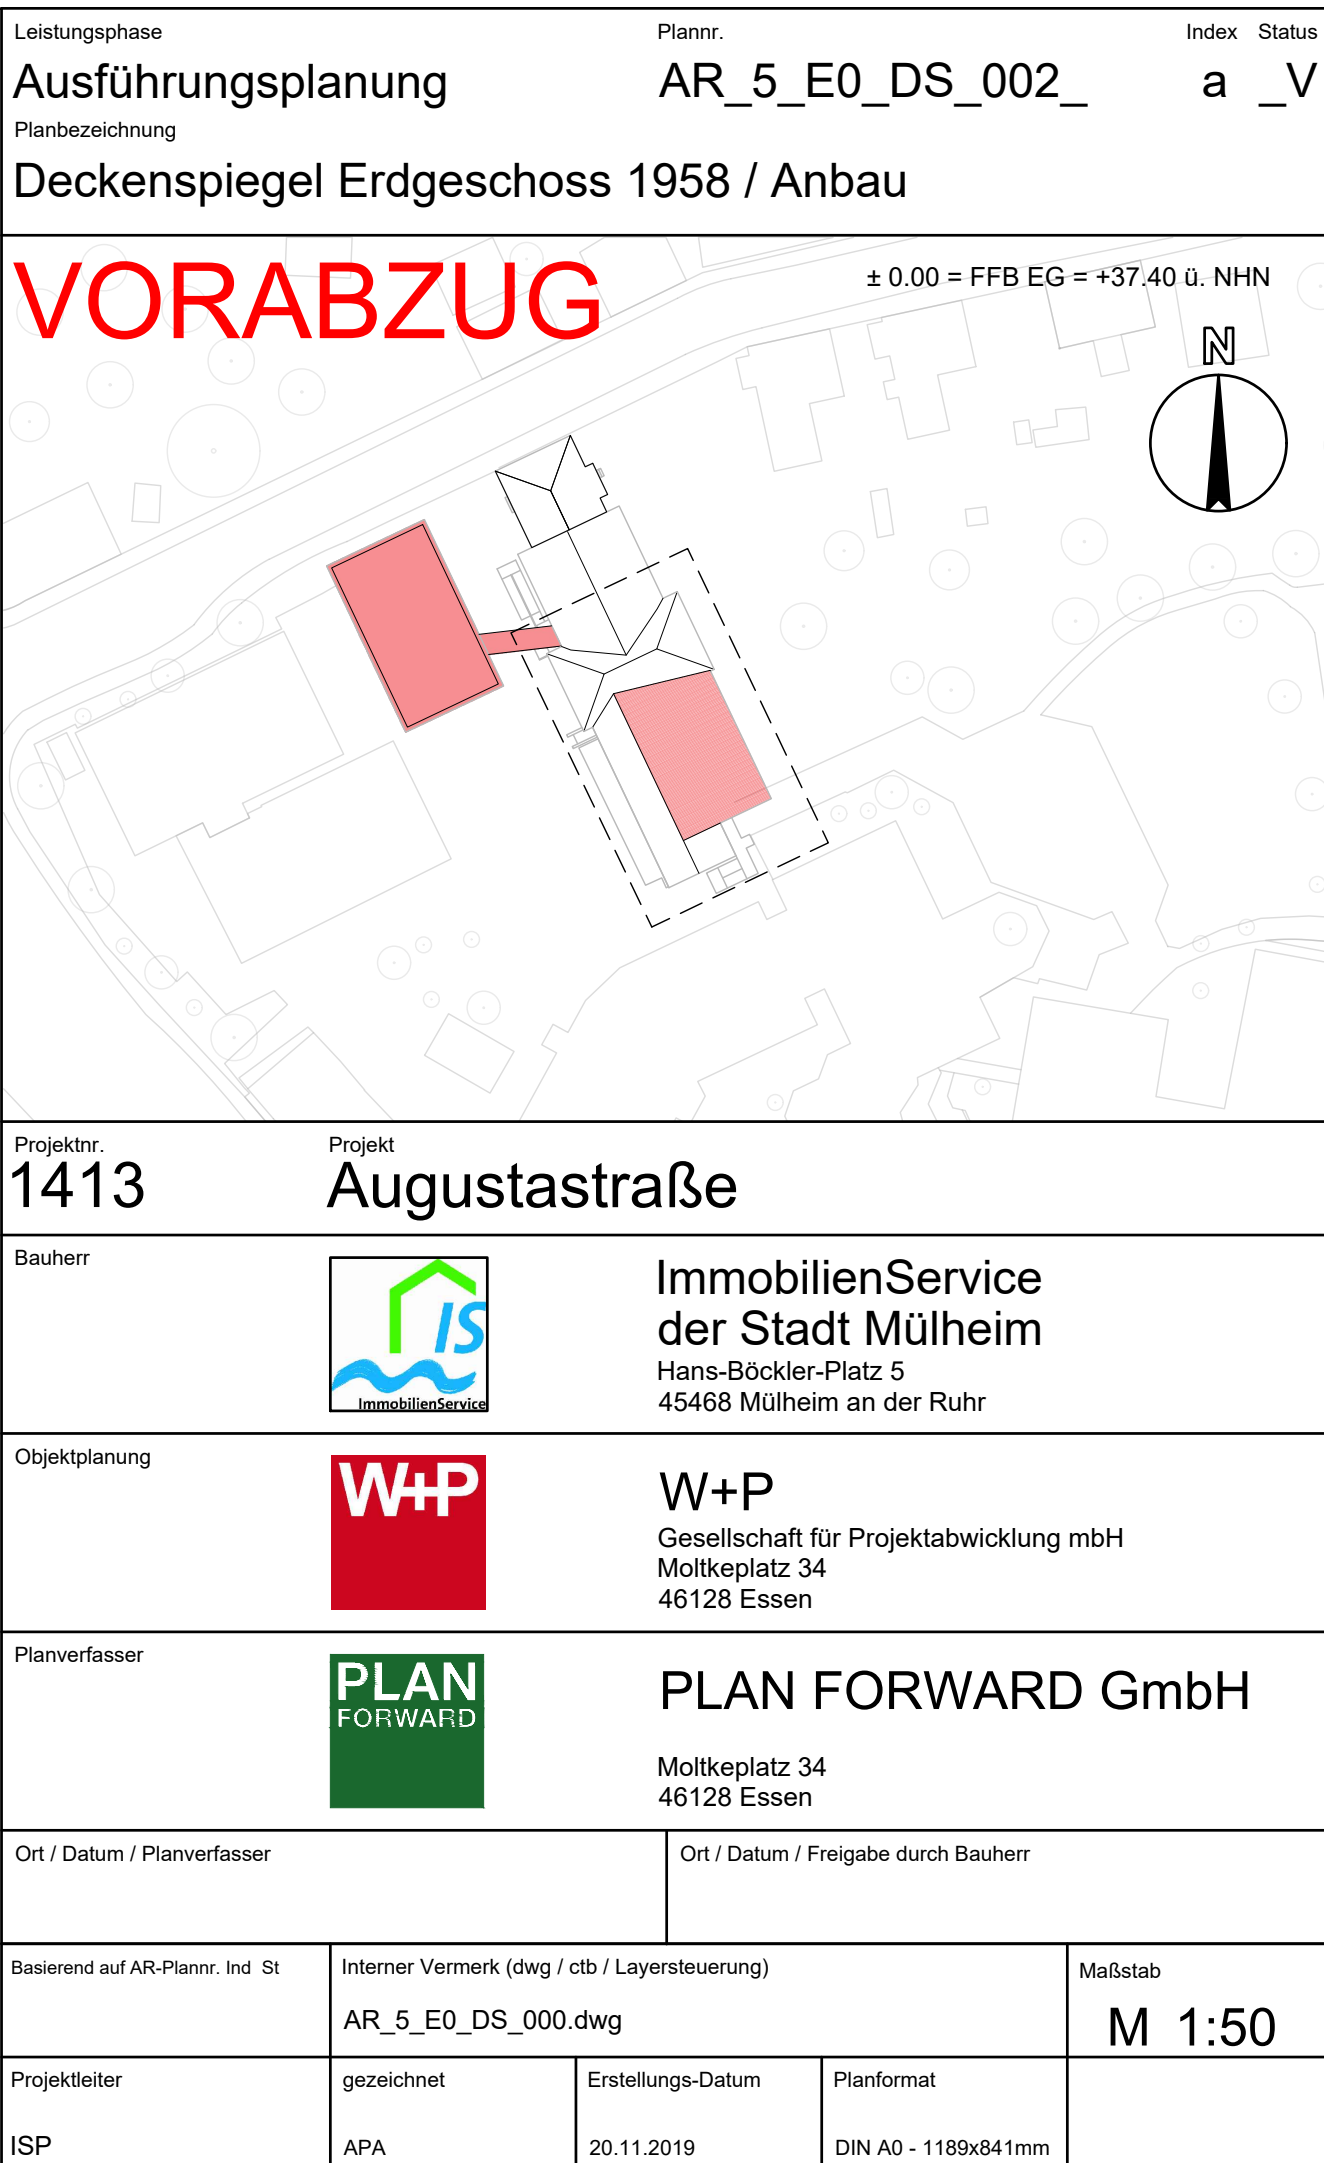 Leistungsphase
Plannr.
Index Status
Ausführungsplanung
AR_5_E0_DS_002_
a _V
Planbezeichnung
Deckenspiegel Erdgeschoss 1958 / Anbau
VORABZUG
± 0.00 = FFB EG = +37.40 ü. NHN
N
Projektnr.
Projekt
1413
Augustastraße
Bauherr
IS
ImmobilienService
ImmobilienService
der Stadt Mülheim
Hans-Böckler-Platz 5
45468 Mülheim an der Ruhr
Objektplanung
W+P
W+P
Gesellschaft für Projektabwicklung mbH
Moltkeplatz 34
46128 Essen
Planverfasser
PLAN
FORWARD
PLAN FORWARD GmbH
Moltkeplatz 34
46128 Essen
Ort / Datum / Planverfasser
Ort / Datum / Freigabe durch Bauherr
Basierend auf AR-Plannr. Ind St
Interner Vermerk (dwg / ctb / Layersteuerung)
AR_5_E0_DS_000.dwg
Maßstab
M 1:50
Projektleiter
ISP
gezeichnet
APA
Erstellungs-Datum
20.11.2019
Planformat
DIN A0 - 1189x841mm